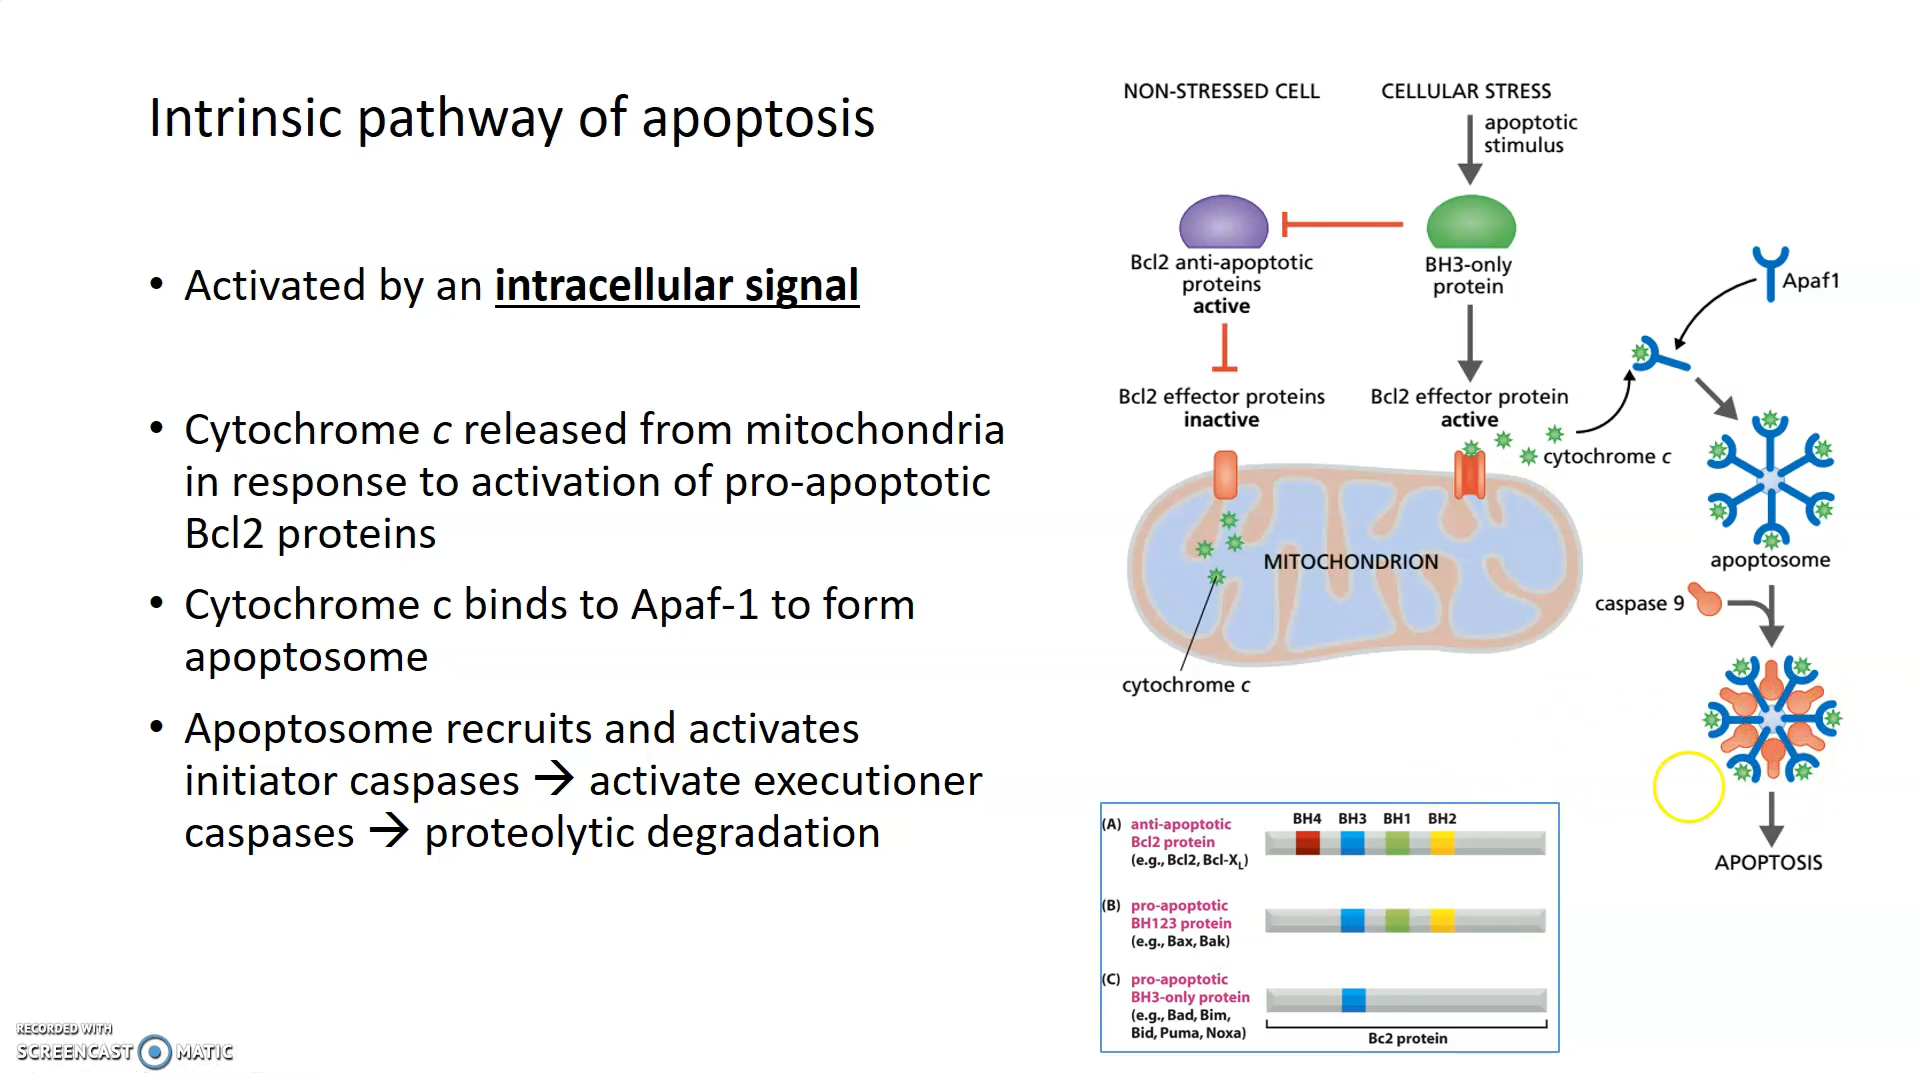 Intrinsic pathway of apoptosis
• Activated by an intracellular signal
• Cytochrome c released from mitochondria
in response to activation of pro-apoptotic
Bcl2 proteins
• Cytochrome c binds to Apaf-1 to form
apoptosome
• Apoptosome recruits and activates
initiator caspases → activate executioner
caspases → proteolytic degradation
NON-STRESSED CELL
CELLULAR STRESS
apoptotic
stimulus
Bcl2 anti-apoptotic
proteins
active
BH3-only
protein
Apaf1
Bcl2 effector proteins
inactive
Bcl2 effector protein
active
cytochrome c
MITOCHONDRION
cytochrome c
apoptosome
caspase 9
APOPTOSIS
BH4 BH3 BH1 BH2
(A) anti-apoptotic
Bcl2 protein
(e.g., Bcl2, Bcl-XL)
(B) pro-apoptotic
BH123 protein
(e.g., Bax, Bak)
(C) pro-apoptotic
BH3-only protein
(e.g., Bad, Bim,
Bid, Puma, Noxa)
Bc2 protein
RECORDED WITH
SCREENCAST MATIC